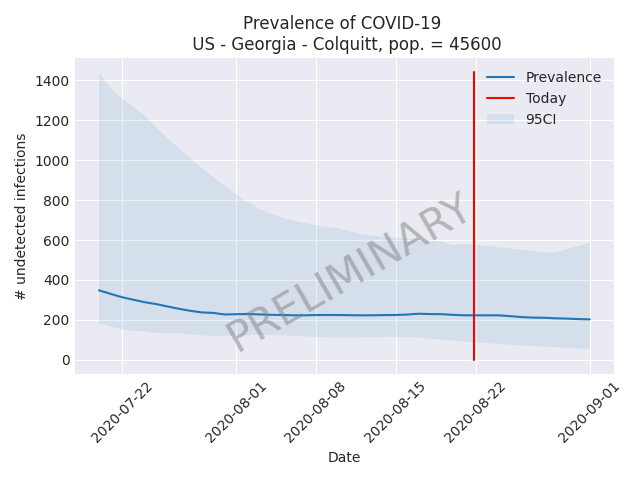 Prevalence of COVID-19
US - Georgia - Colquitt, pop. = 45600
Prevalence
Today
95CI
1400
1200
1000
800
600
400
200
0
# undetected infections
PRELIMINARY
2020-07-22
2020-08-01
2020-08-08
2020-08-15
2020-08-22
2020-09-01
Date